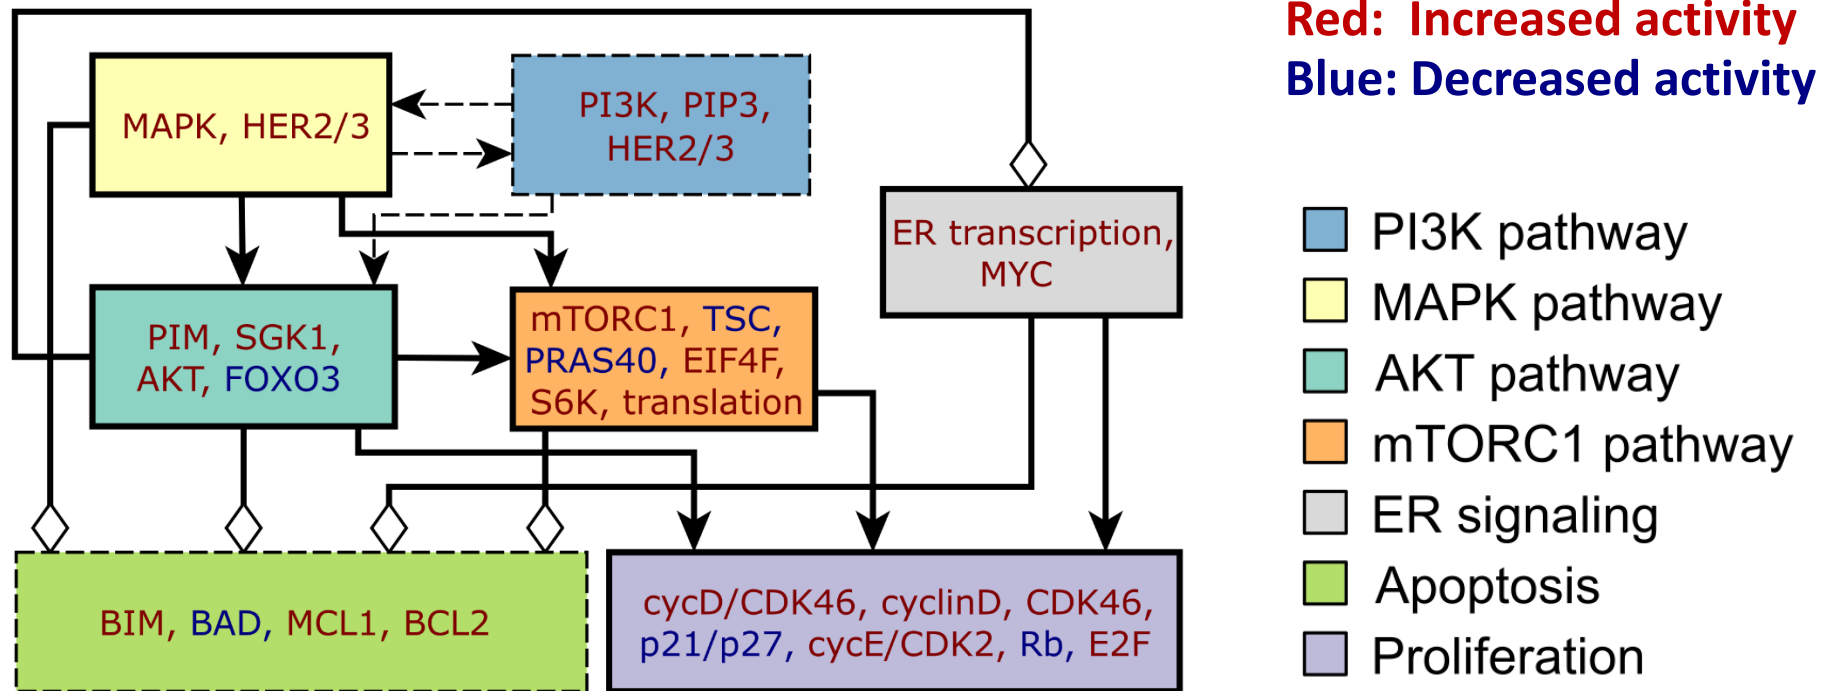 Red:  Increased activity
Blue: Decreased activity
MAPK, HER2/3
PI3K, PIP3,
HER2/3
ER transcription,
MYC
PIM, SGK1,
AKT, FOXO3
mTORC1, TSC,
PRAS40, EIF4F,
S6K, translation
BIM, BAD, MCL1, BCL2
cycD/CDK46, cyclinD, CDK46,
p21/p27, cycE/CDK2, Rb, E2F
PI3K pathway
MAPK pathway
AKT pathway
mTORC1 pathway
ER signaling
Apoptosis
Proliferation